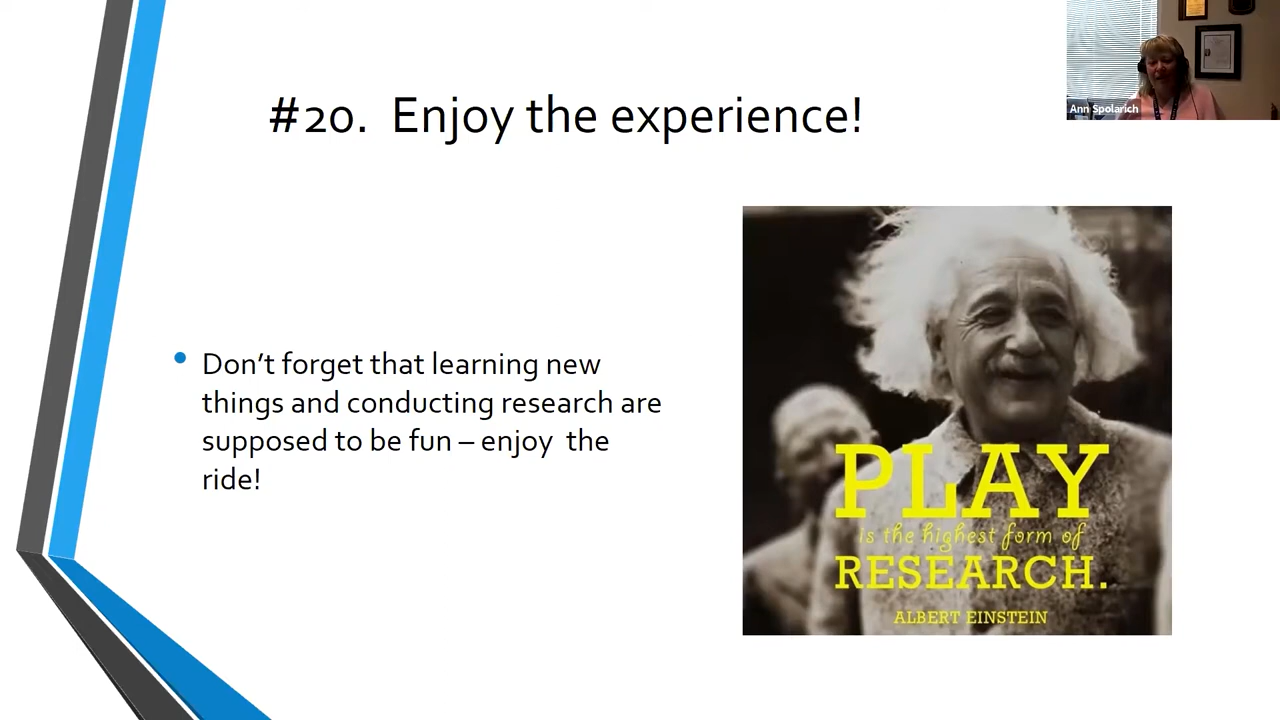 #20. Enjoy the experience!
Ann Spolarich
Don't forget that learning new
things and conducting research are
supposed to be fun – enjoy the
ride!
PLAY
is the highest form of
RESEARCH.
ALBERT EINSTEIN